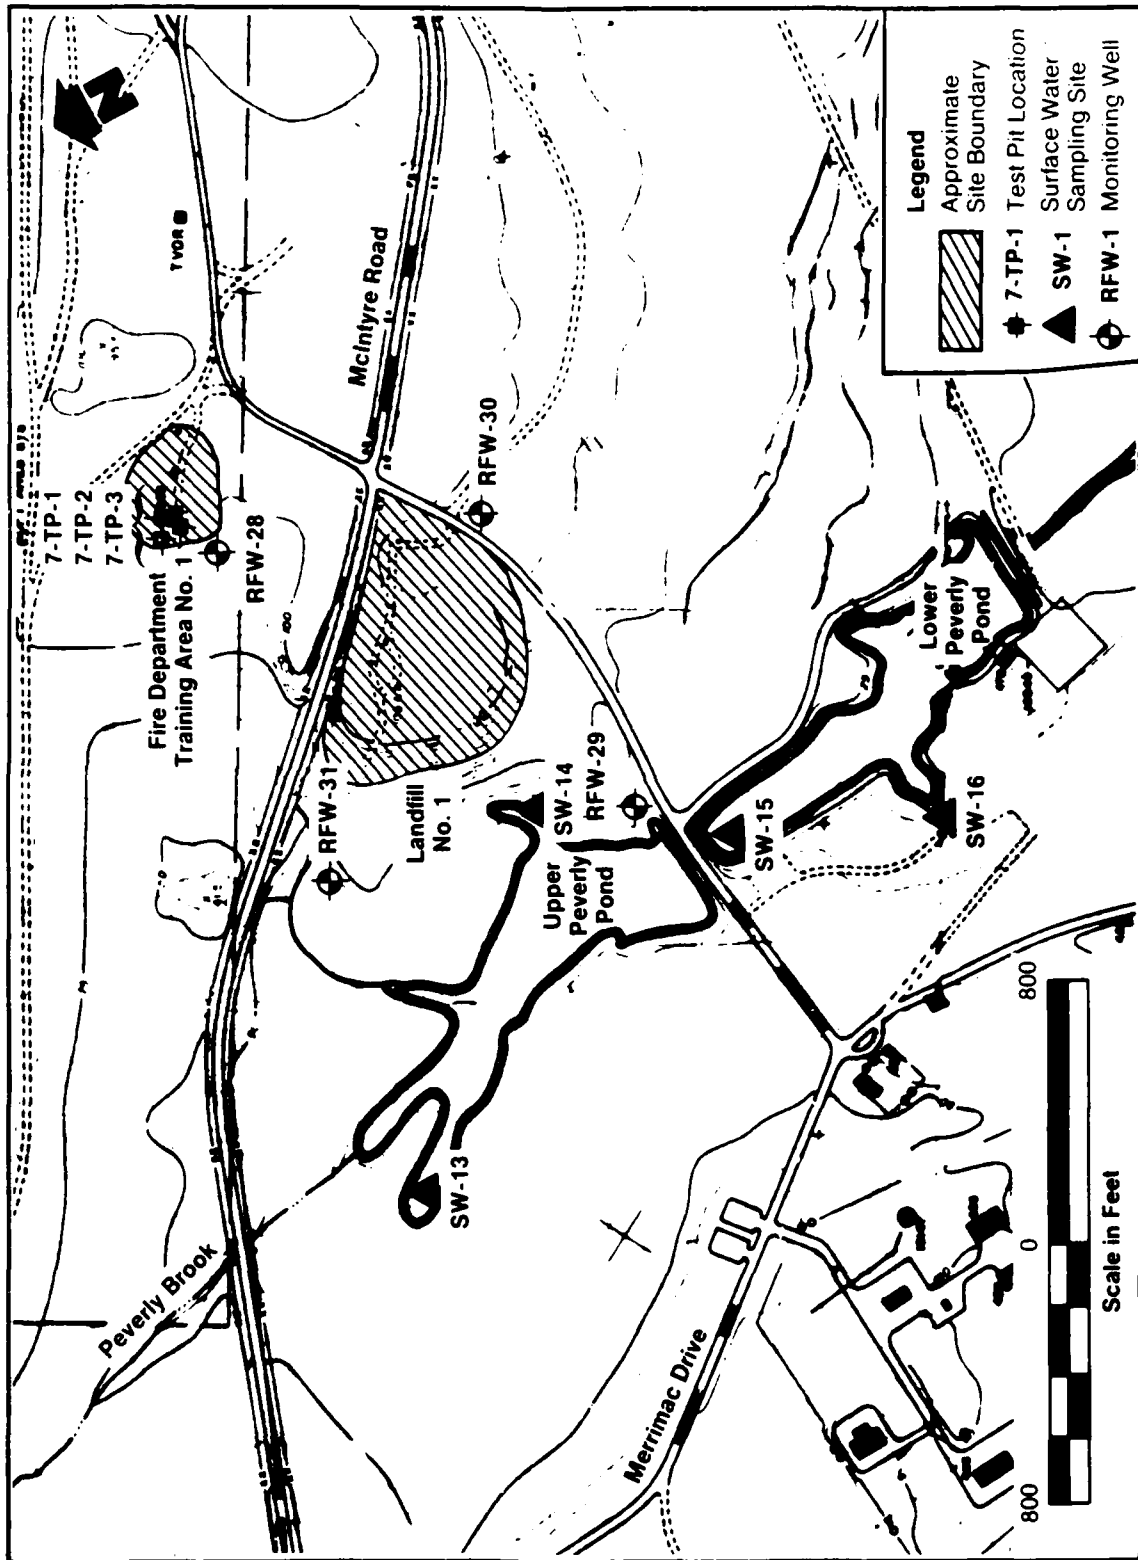 7-TP-1
7-TP-2
7-TP-3
Fire Department
Training Area No. 1
RFW-28
TVOR
McIntyre Road
RFW-30
RFW-31
Landfill
No. 1
SW-14
RFW-29
Upper
Peverly
Pond
SW-15
Lower
Peverly
Pond
SW-16
SW-13
Peverly Brook
Merrimac Drive
N
100
Legend
Approximate
Site Boundary
7-TP-1 Test Pit Location
SW-1 Surface Water
Sampling Site
RFW-1 Monitoring Well
800 0 800
Scale in Feet